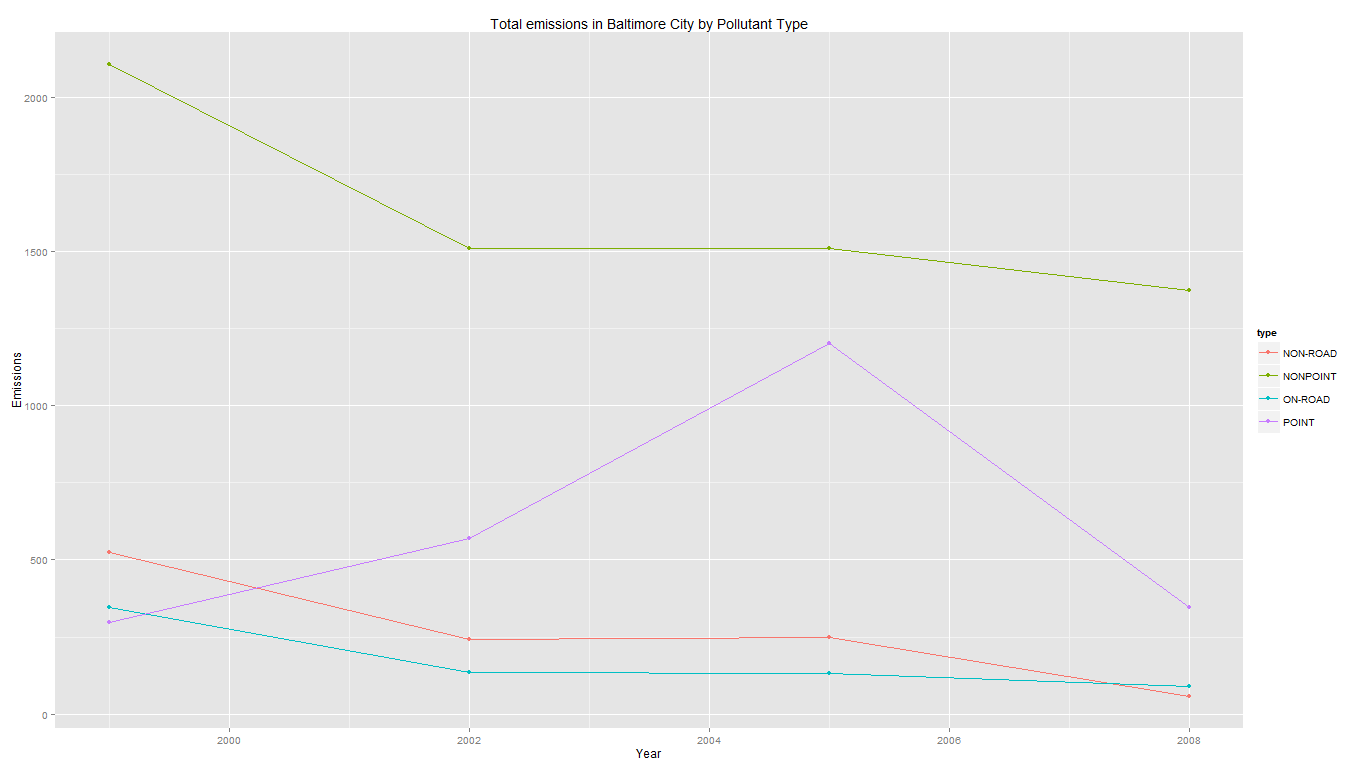 Total emissions in Baltimore City by Pollutant Type
2000
1500
1000
500
0
Emissions
2000
2002
2004
2006
2008
Year
type
NON-ROAD
NONPOINT
ON-ROAD
POINT